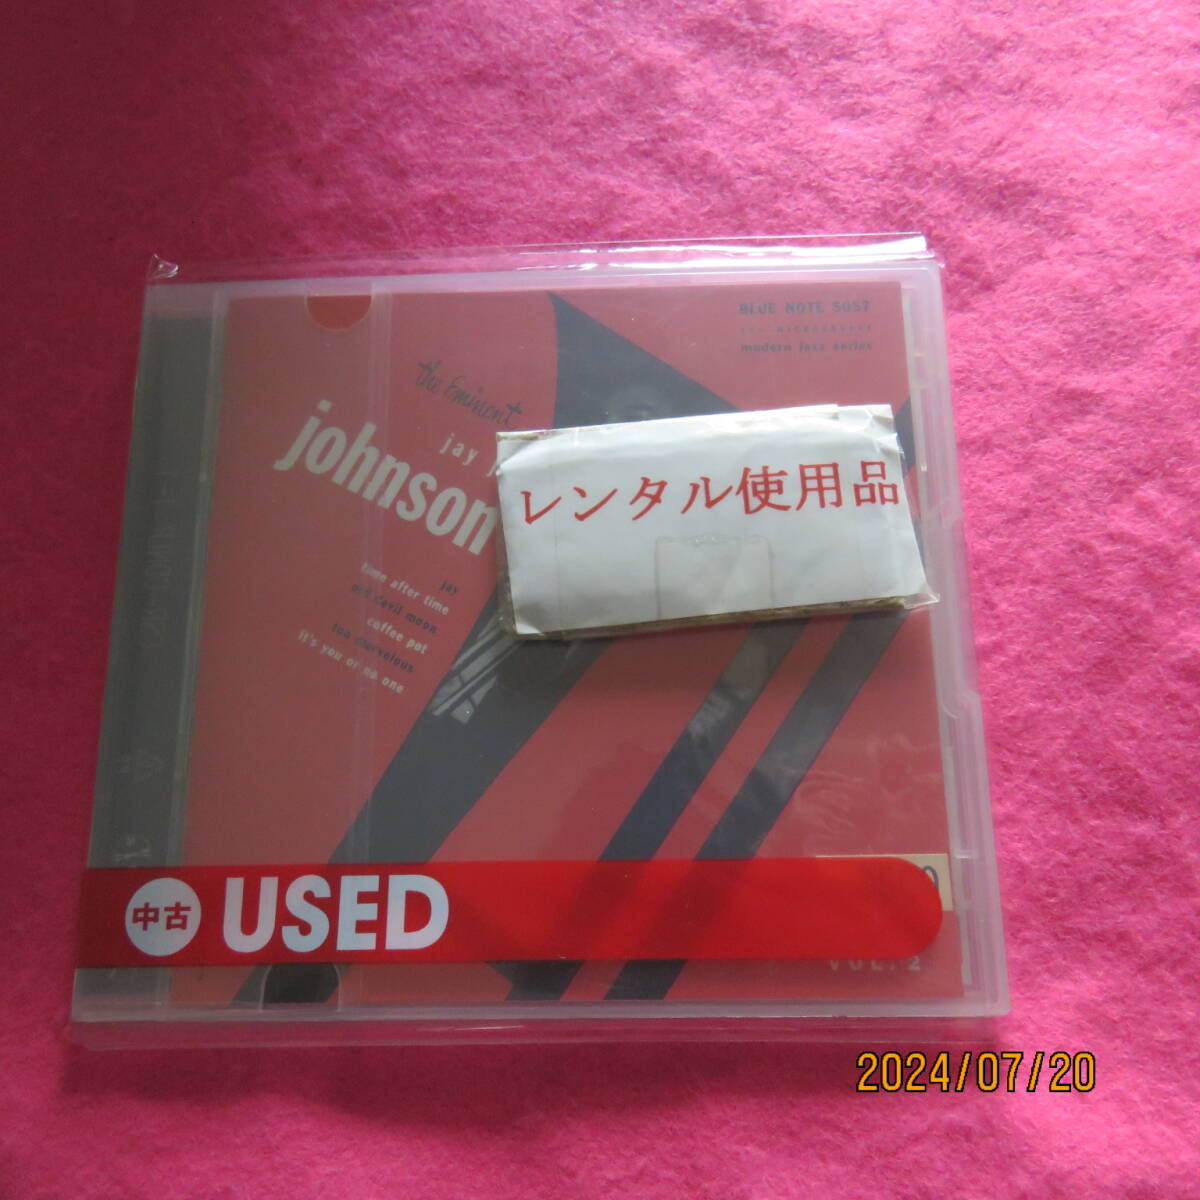 BLUE NOTE 5057
modern jazz series
the Eminent
jay j
johnson
jay
time after time
old devil moon
coffee pot
too marvelous
it's you or no one
レンタル使用品
中古 USED
VOL. 2
2024/07/20